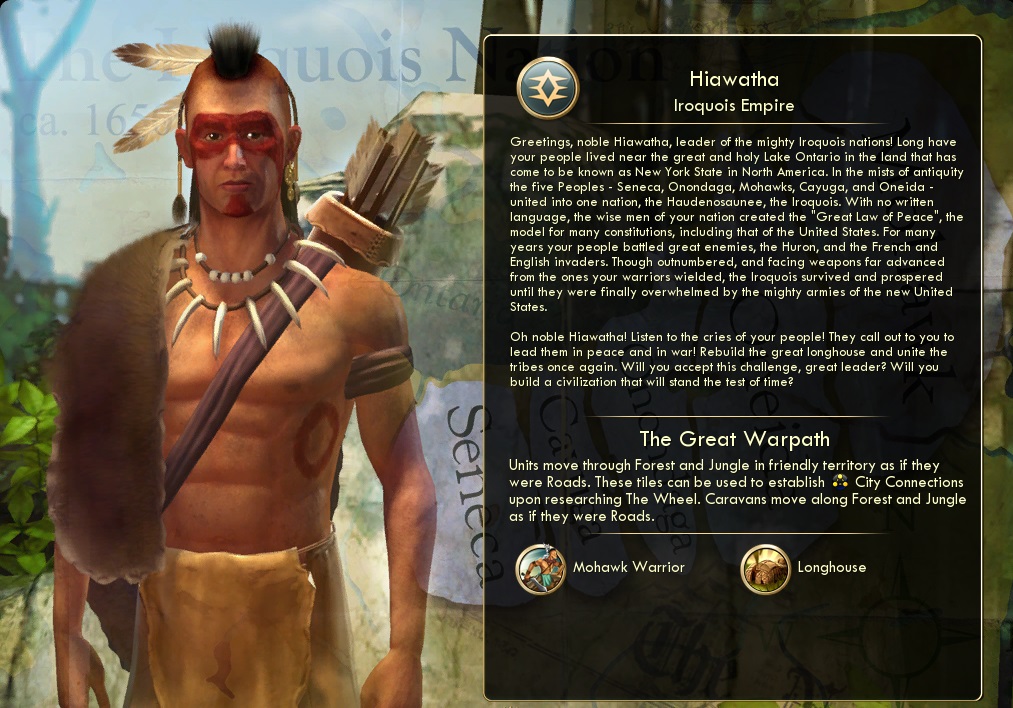 The Iroquois Nation
ca. 165
Hiawatha
Iroquois Empire
Greetings, noble Hiawatha, leader of the mighty Iroquois nations! Long have
your people lived near the great and holy Lake Ontario in the land that has
come to be known as New York State in North America. In the mists of antiquity
the five Peoples - Seneca, Onondaga, Mohawks, Cayuga, and Oneida -
united into one nation, the Haudenosaunee, the Iroquois. With no written
language, the wise men of your nation created the "Great Law of Peace", the
model for many constitutions, including that of the United States. For many
years your people battled great enemies, the Huron, and the French and
English invaders. Though outnumbered, and facing weapons far advanced
from the ones your warriors wielded, the Iroquois survived and prospered
until they were finally overwhelmed by the mighty armies of the new United
States.
Oh noble Hiawatha! Listen to the cries of your people! They call out to you to
lead them in peace and in war! Rebuild the great longhouse and unite the
tribes once again. Will you accept this challenge, great leader? Will you
build a civilization that will stand the test of time?
The Great Warpath
Units move through Forest and Jungle in friendly territory as if they
were Roads. These tiles can be used to establish City Connections
upon researching The Wheel. Caravans move along Forest and Jungle
as if they were Roads.
Mohawk Warrior
Longhouse
Seneca